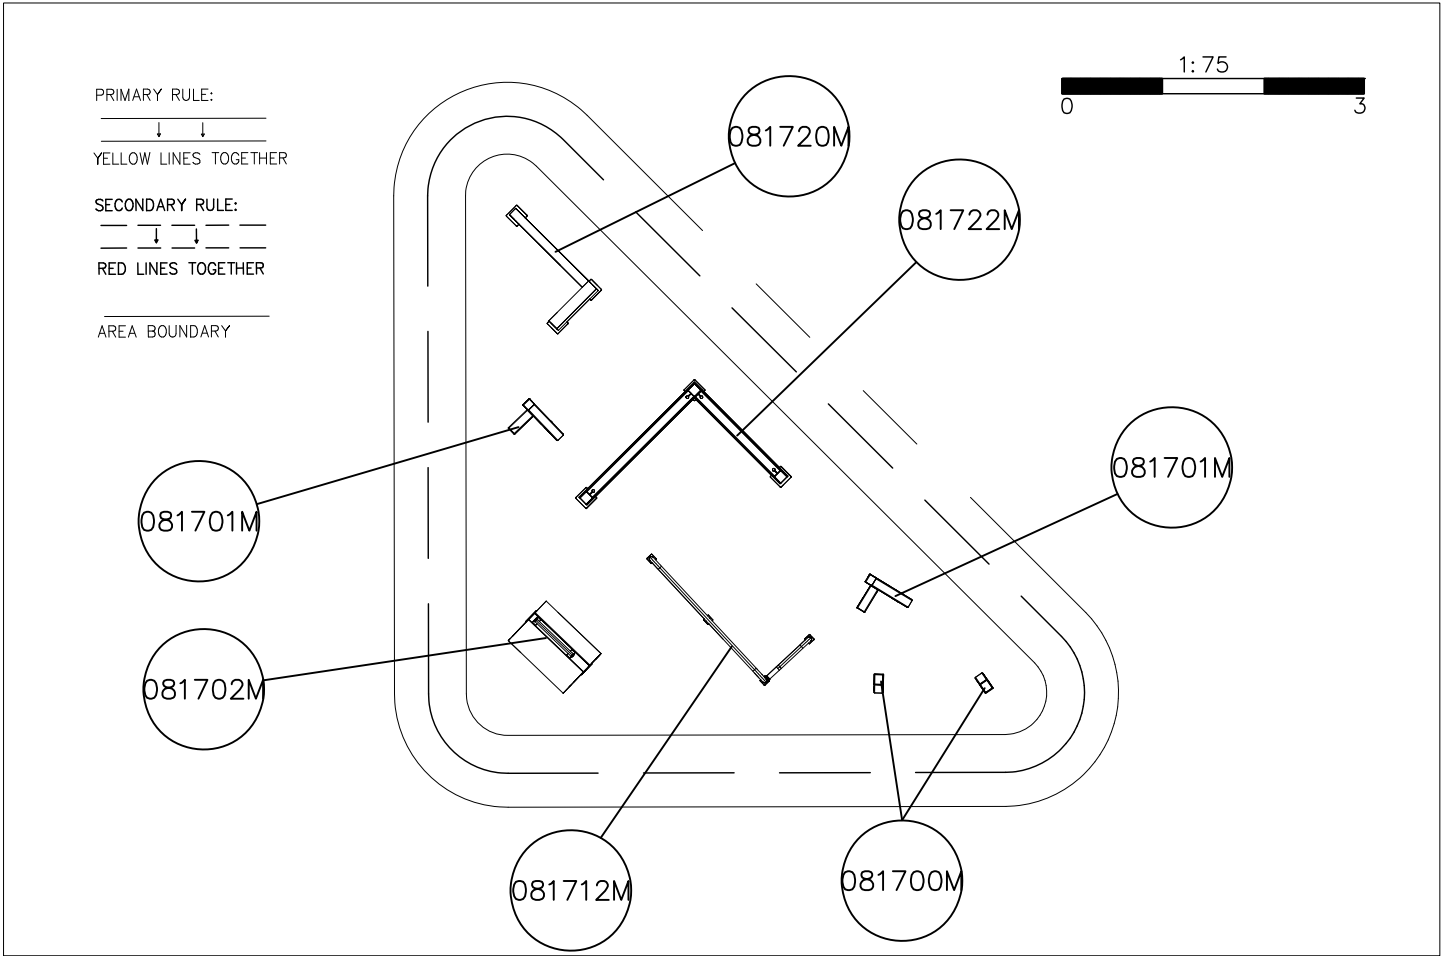 PRIMARY RULE:
YELLOW LINES TOGETHER
SECONDARY RULE:
RED LINES TOGETHER
AREA BOUNDARY
1:75
0 3
081720M
081722M
081701M
081701M
081702M
081712M
081700M